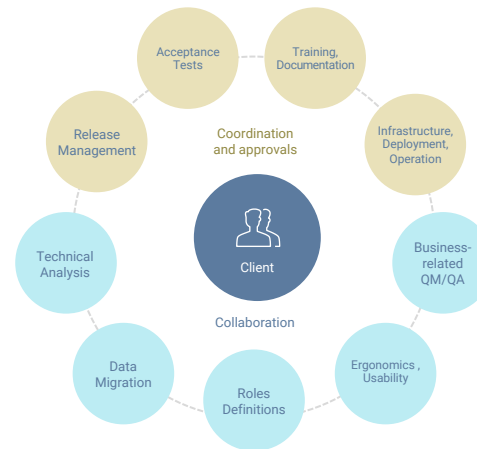 Acceptance
Tests
Training,
Documentation
Release
Management
Coordination
and approvals
Infrastructure,
Deployment,
Operation
Client
Technical
Analysis
Business-
related
QM/QA
Collaboration
Data
Migration
Roles
Definitions
Ergonomics ,
Usability